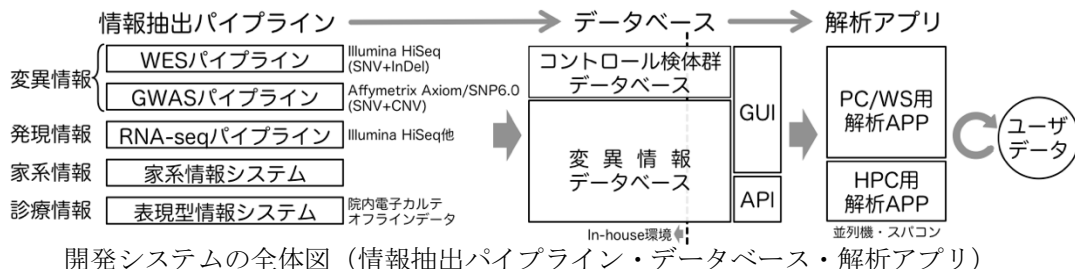 情報抽出パイプライン
データベース
解析アプリ
変異情報
WESパイプライン
Illumina HiSeq
(SNV+InDel)
GWASパイプライン
Affymetrix Axiom/SNP6.0
(SNV+CNV)
発現情報
RNA-seqパイプライン
Illumina HiSeq他
家系情報
家系情報システム
診療情報
表現型情報システム
院内電子カルテ
オフラインデータ
コントロール検体群
データベース
変異情報
データベース
GUI
API
In-house環境
PC/WS用
解析APP
HPC用
解析APP
並列機・スパコン
ユーザ
データ
開発システムの全体図（情報抽出パイプライン・データベース・解析アプリ）